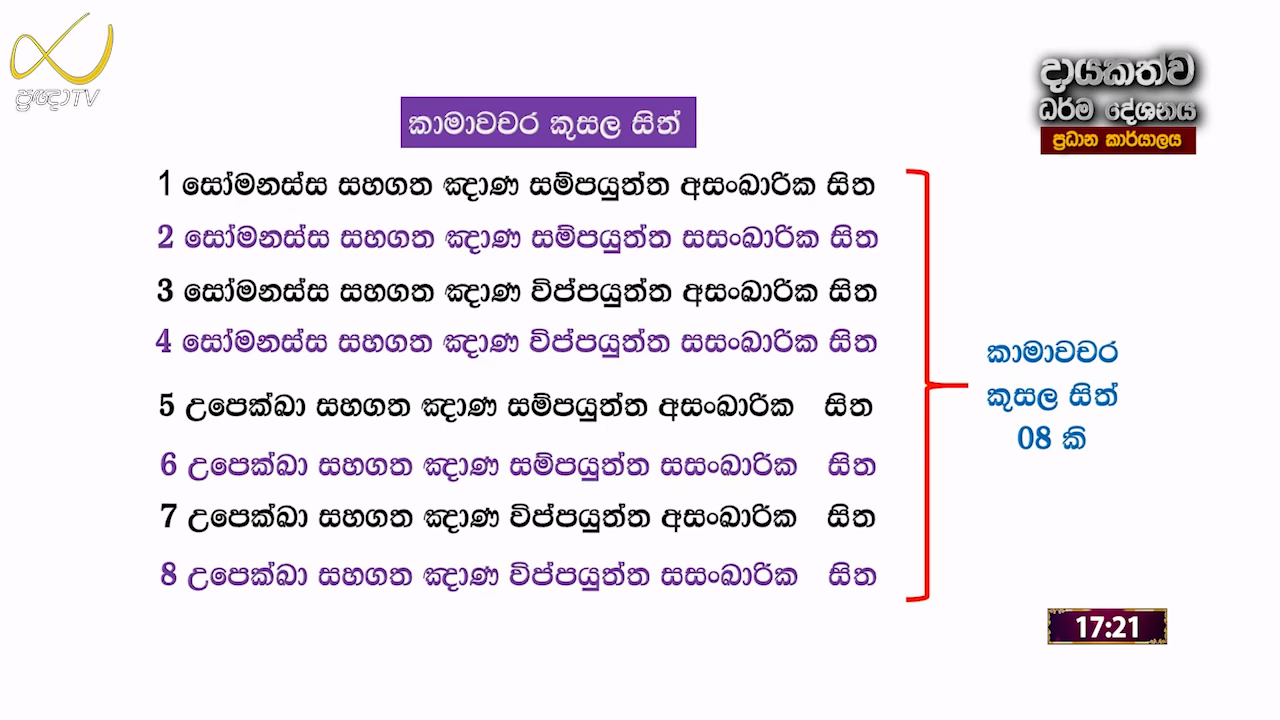 ප්‍රඥාTV
දායකත්ව
ධර්ම දේශනය
ප්‍රධාන කාර්යාලය
කාමාවචර කුසල සිත්
1 සෝමනස්ස සහගත ඤාණ සම්පයුත්ත අසංඛාරික සිත
2 සෝමනස්ස සහගත ඤාණ සම්පයුත්ත සසංඛාරික සිත
3 සෝමනස්ස සහගත ඤාණ විප්පයුත්ත අසංඛාරික සිත
4 සෝමනස්ස සහගත ඤාණ විප්පයුත්ත සසංඛාරික සිත
5 උපෙක්ඛා සහගත ඤාණ සම්පයුත්ත අසංඛාරික සිත
6 උපෙක්ඛා සහගත ඤාණ සම්පයුත්ත සසංඛාරික සිත
7 උපෙක්ඛා සහගත ඤාණ විප්පයුත්ත අසංඛාරික සිත
8 උපෙක්ඛා සහගත ඤාණ විප්පයුත්ත සසංඛාරික සිත
කාමාවචර
කුසල සිත්
08 කි
17:21